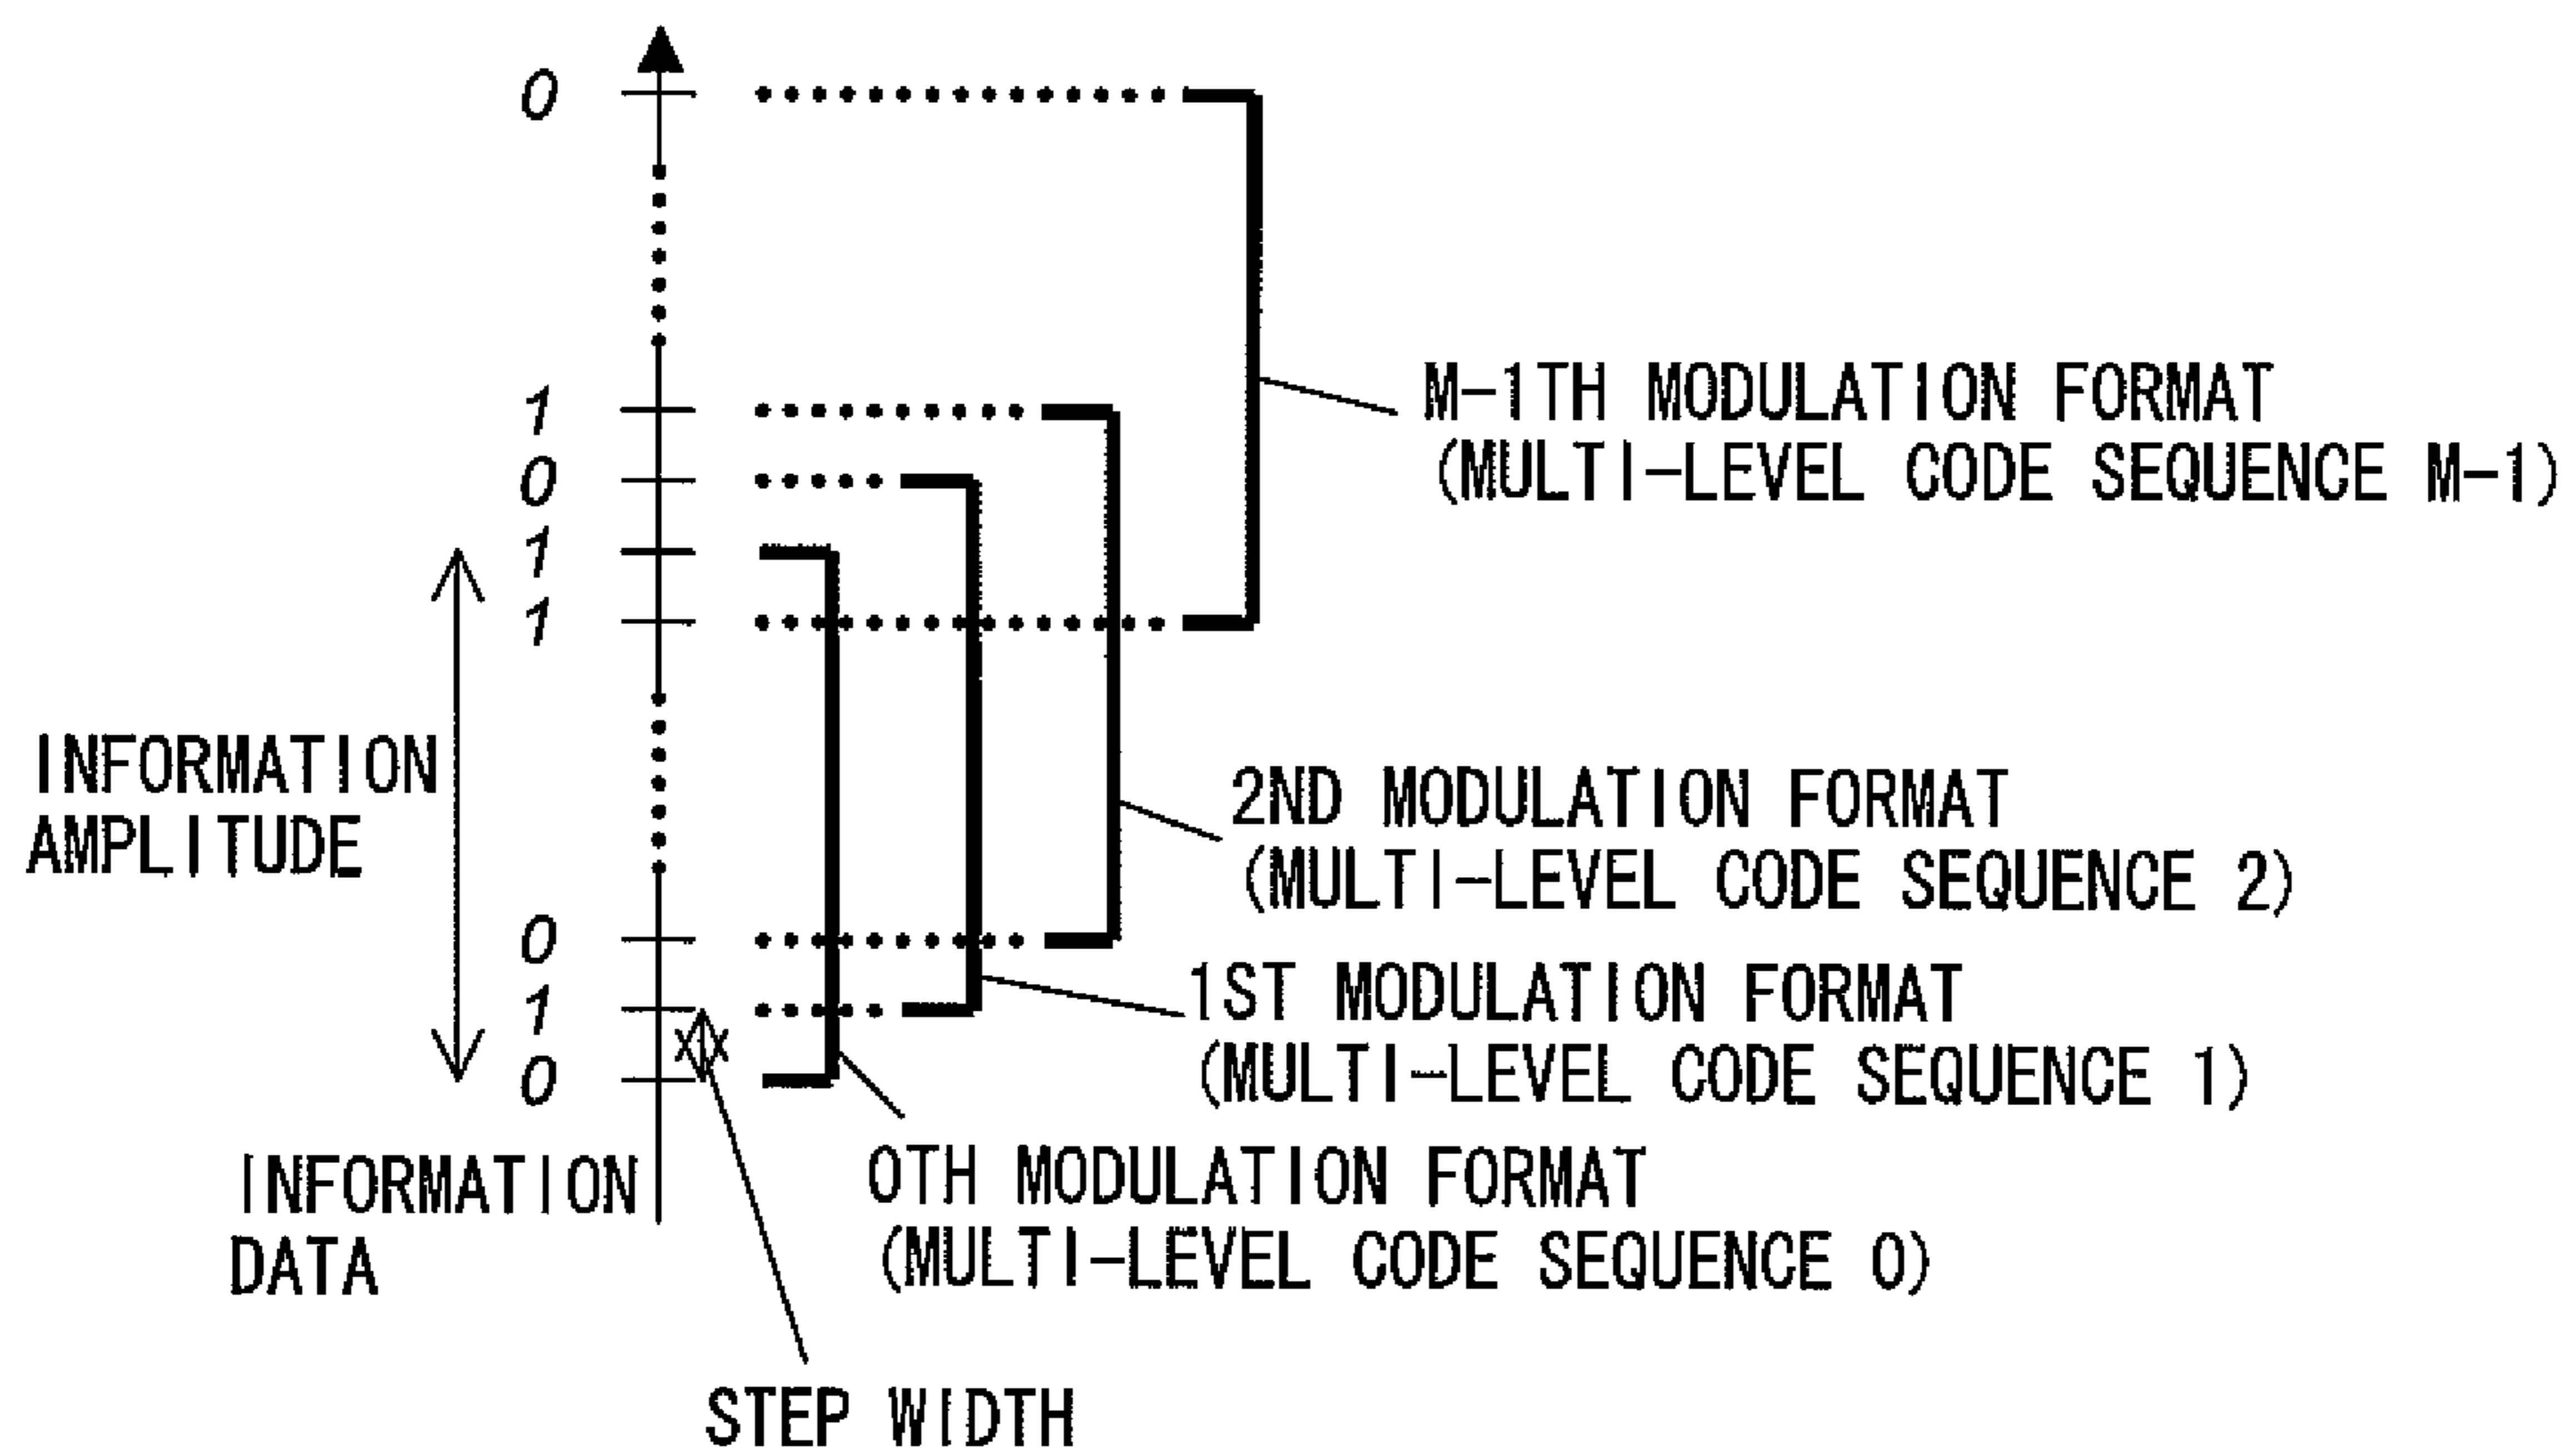 0
1
0
1
1
M-1TH MODULATION FORMAT
(MULTI-LEVEL CODE SEQUENCE M-1)
INFORMATION
AMPLITUDE
2ND MODULATION FORMAT
(MULTI-LEVEL CODE SEQUENCE 2)
0
1
0
1ST MODULATION FORMAT
(MULTI-LEVEL CODE SEQUENCE 1)
INFORMATION
DATA
0TH MODULATION FORMAT
(MULTI-LEVEL CODE SEQUENCE 0)
STEP WIDTH